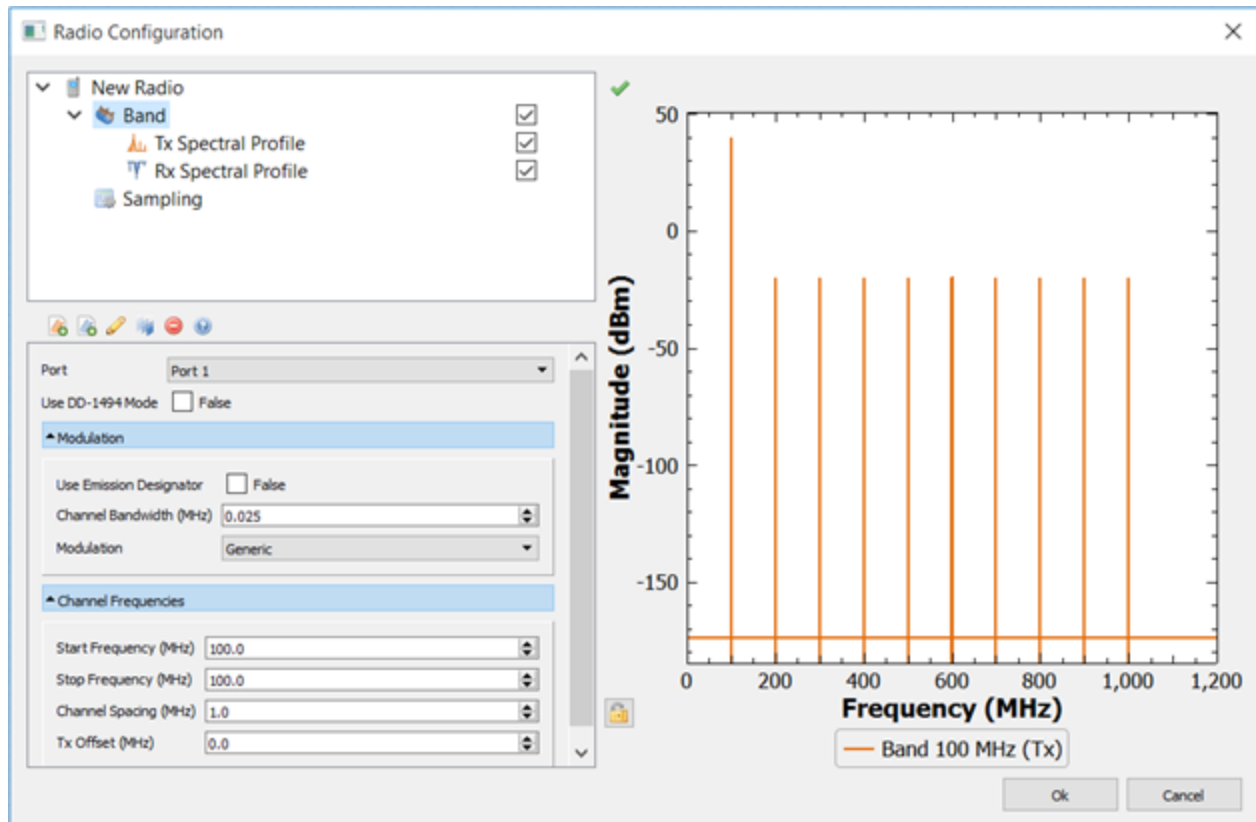 Radio Configuration
New Radio
Band
Tx Spectral Profile
Rx Spectral Profile
Sampling
Port Port 1
Use DD-1494 Mode False
Modulation
Use Emission Designator False
Channel Bandwidth (MHz) 0.025
Modulation Generic
Channel Frequencies
Start Frequency (MHz) 100.0
Stop Frequency (MHz) 100.0
Channel Spacing (MHz) 1.0
Tx Offset (MHz) 0.0
Magnitude (dBm)
50
0
-50
-100
-150
0 200 400 600 800 1,000 1,200
Frequency (MHz)
Band 100 MHz (Tx)
Ok Cancel